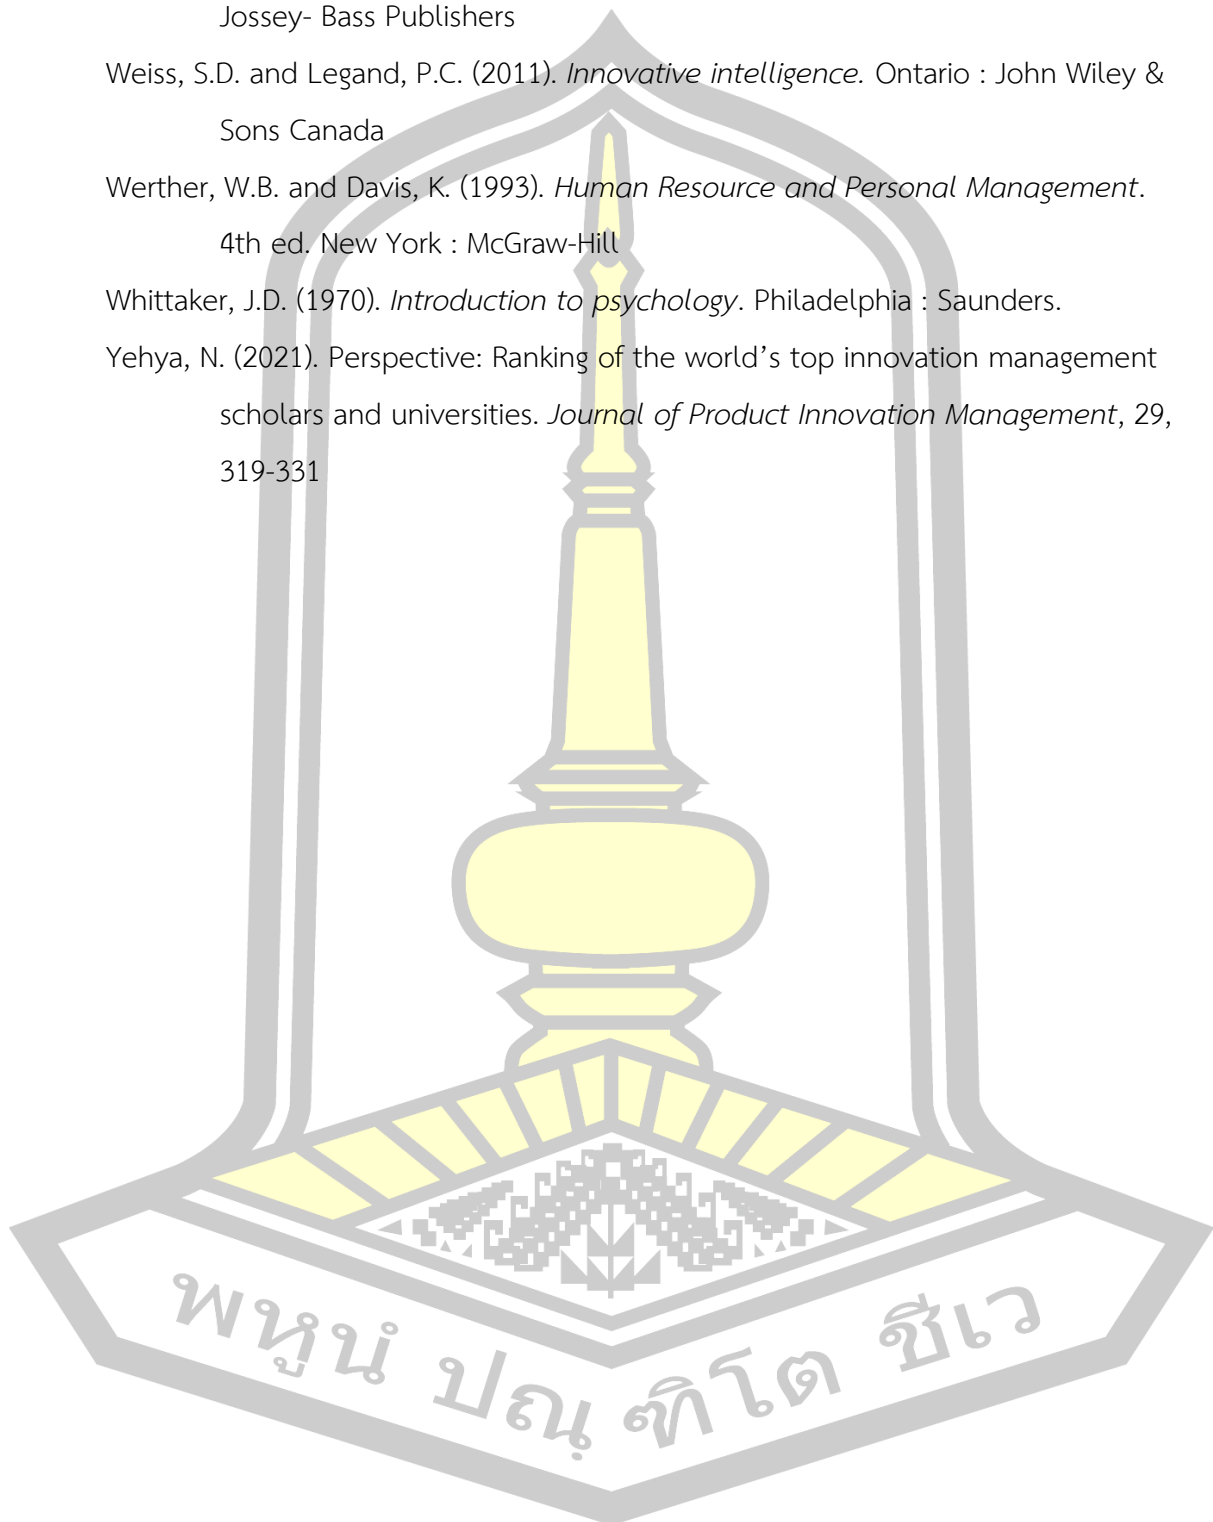 Jossey- Bass Publishers
Weiss, S.D. and Legand, P.C. (2011). Innovative intelligence. Ontario : John Wiley &
Sons Canada
Werther, W.B. and Davis, K. (1993). Human Resource and Personal Management.
4th ed. New York : McGraw-Hill
Whittaker, J.D. (1970). Introduction to psychology. Philadelphia : Saunders.
Yehya, N. (2021). Perspective: Ranking of the world’s top innovation management
scholars and universities. Journal of Product Innovation Management, 29,
319-331
พหูนํ ปณฺ ฑิโต ชีเว